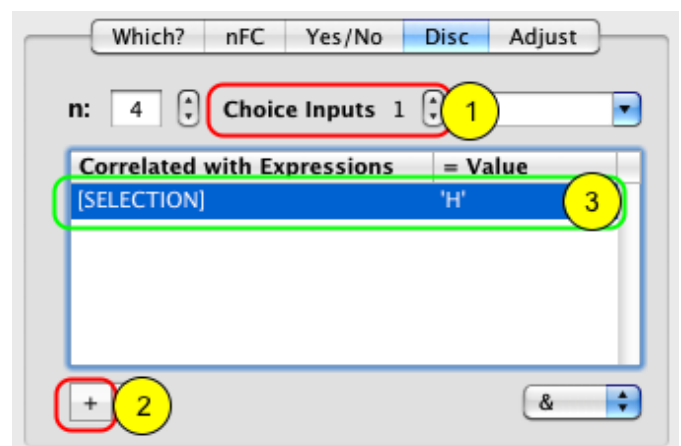 Which? nFC Yes/No Disc Adjust
n: 4 Choice Inputs 1 1
Correlated with Expressions = Value
[SELECTION] 'H' 3
+ 2 &